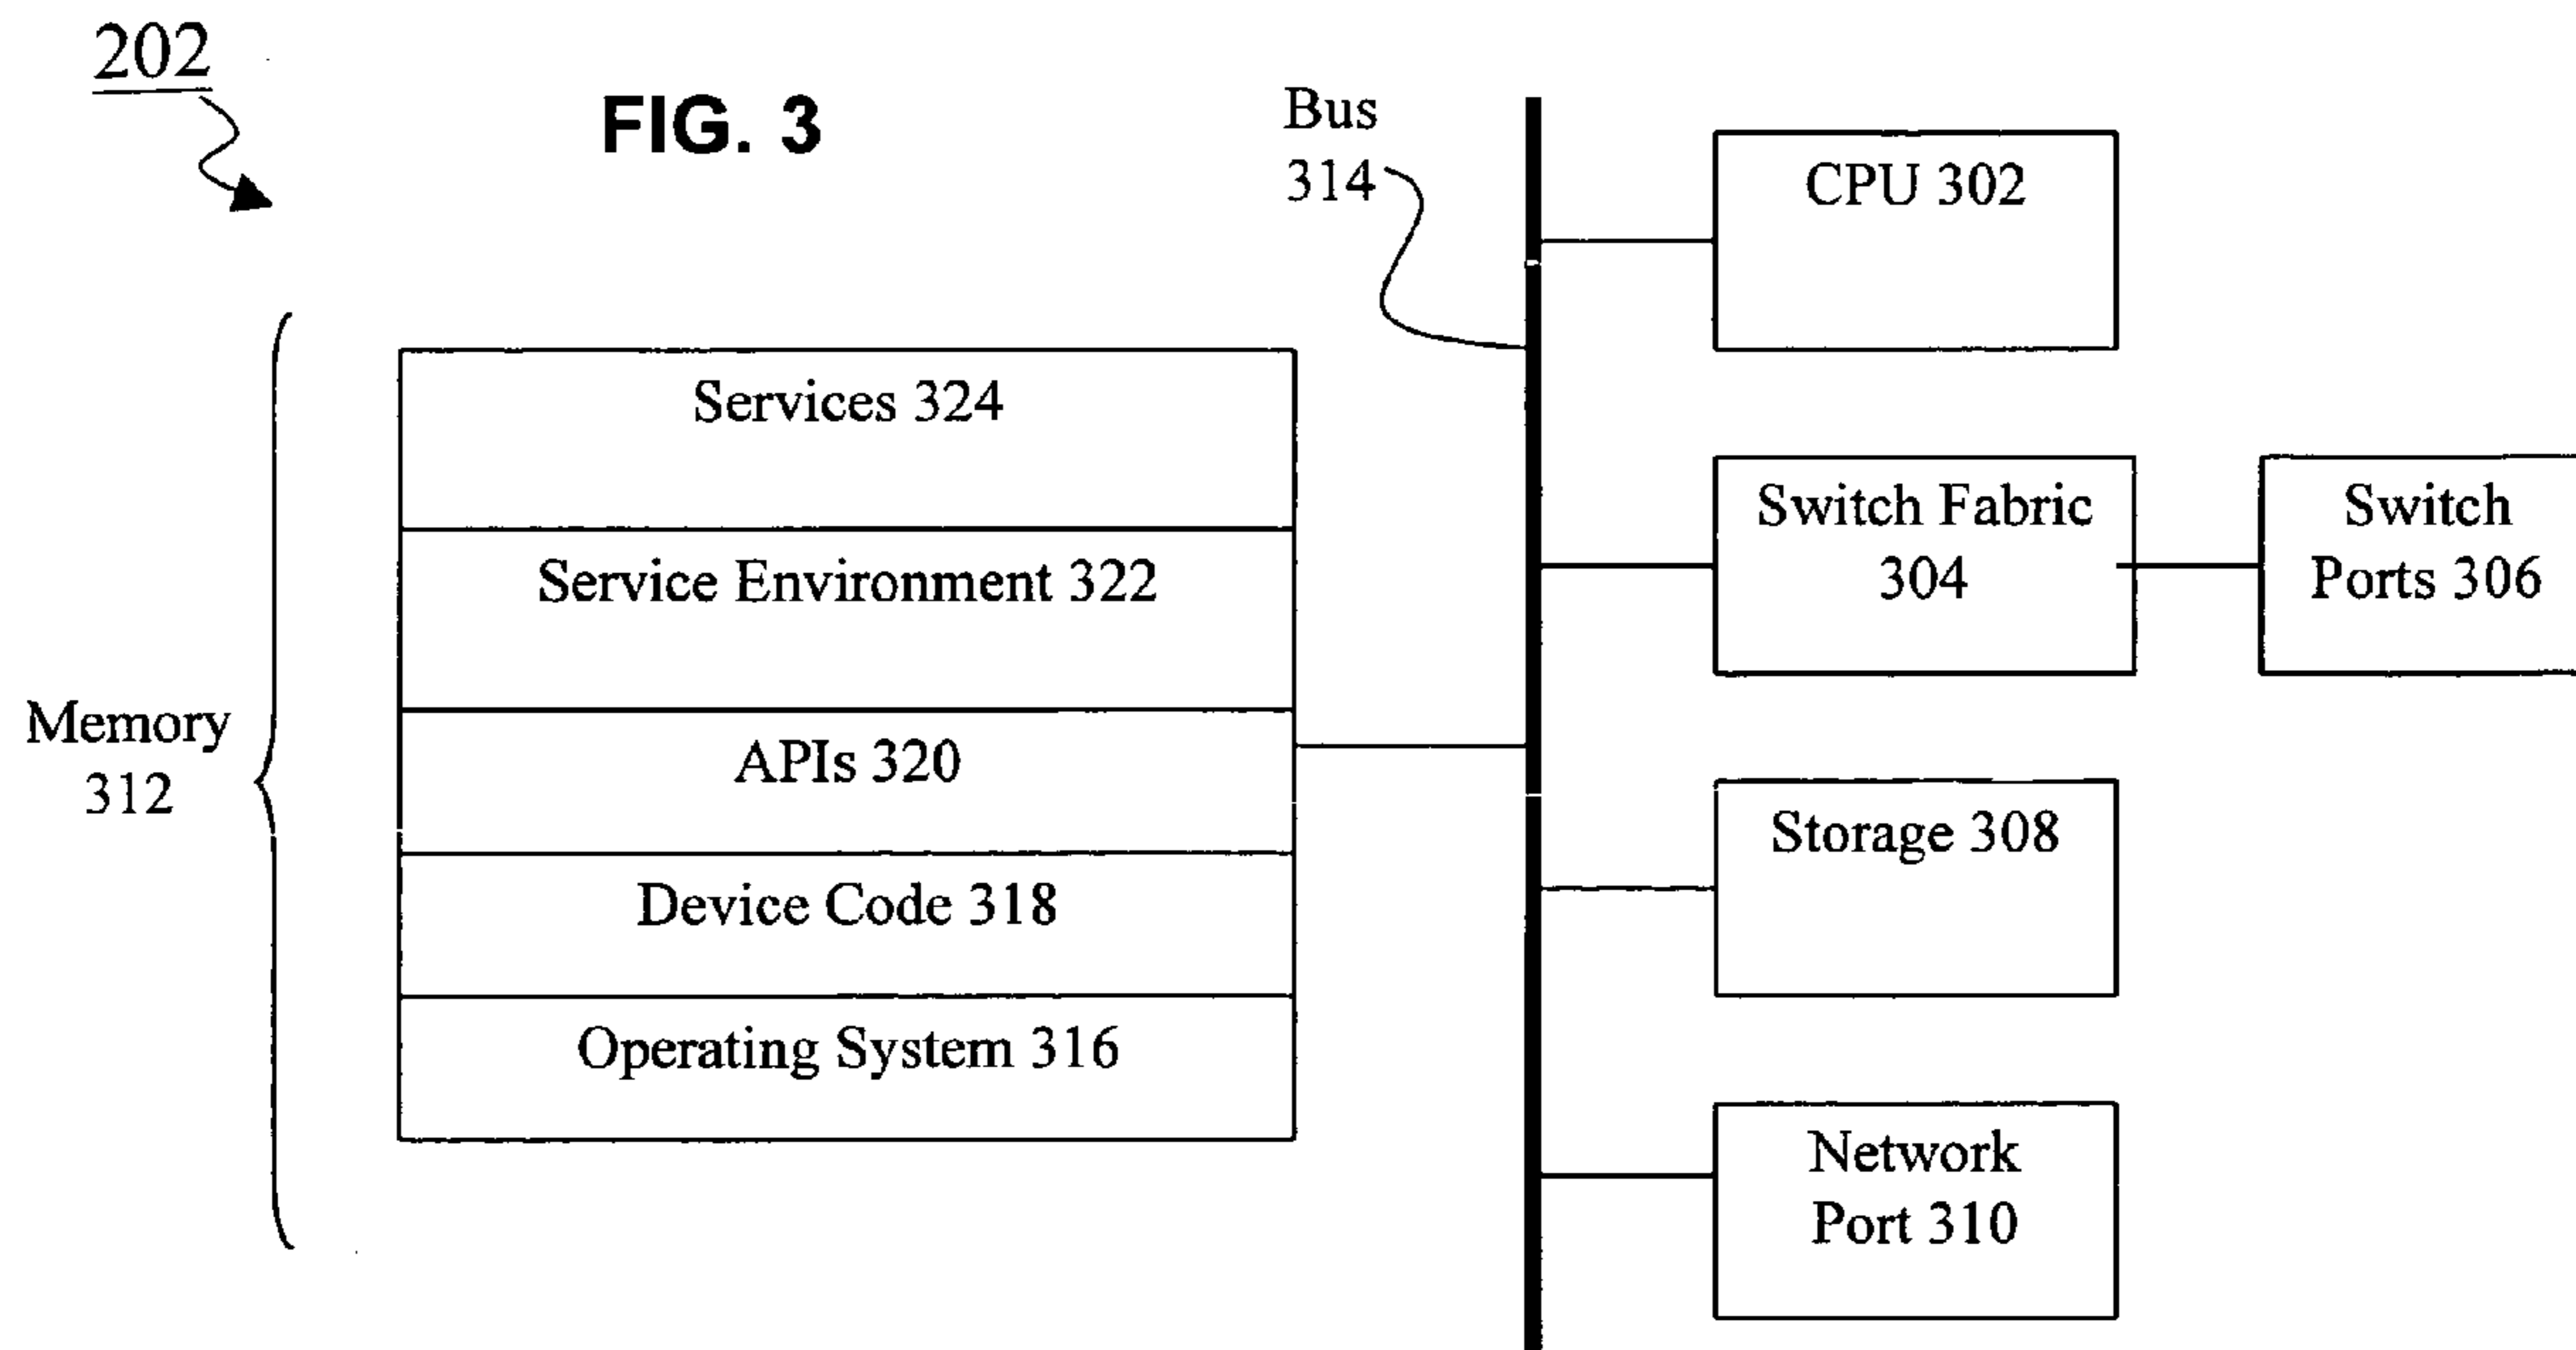 202
FIG. 3
Bus
314
CPU 302
Services 324
Switch Fabric
304
Switch
Ports 306
Service Environment 322
Memory
312
APIs 320
Storage 308
Device Code 318
Operating System 316
Network
Port 310